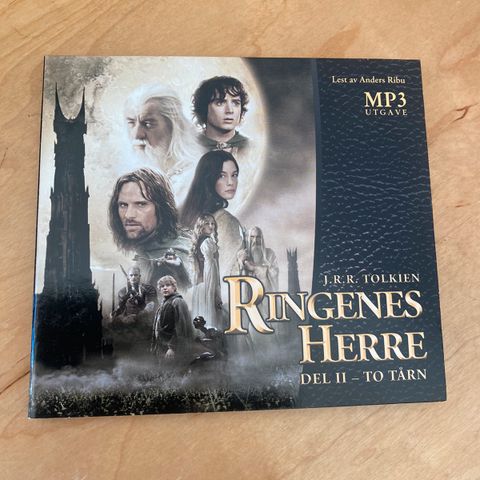 Lest av Anders Ribu
MP3
UTGAVE
J.R.R. TOLKIEN
RINGENES
HERRE
DEL II – TO TÅRN